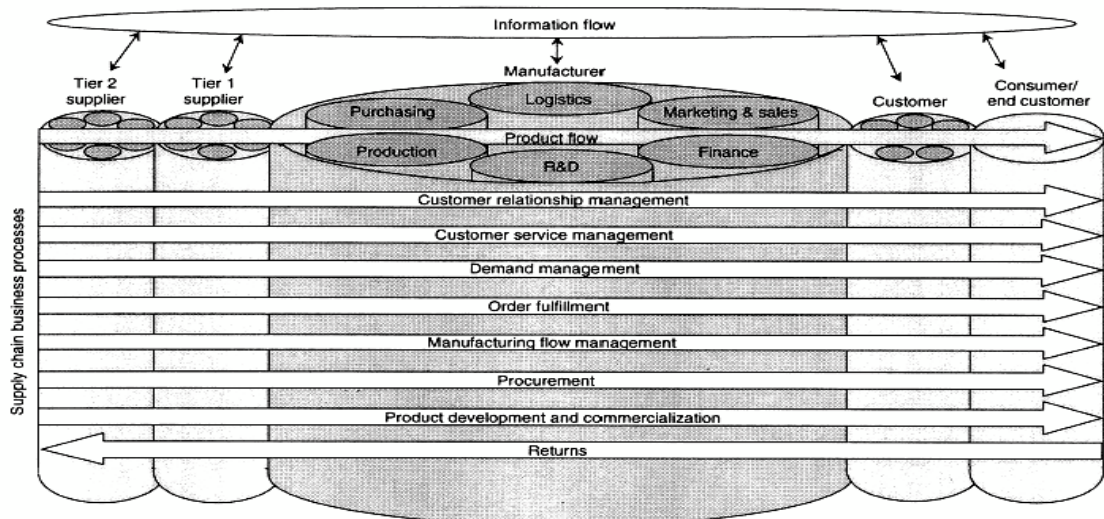 Information flow
Tier 2
supplier
Tier 1
supplier
Manufacturer
Customer
Consumer/
end customer
Purchasing
Logistics
Marketing & sales
Product flow
Production
R&D
Finance
Supply chain business processes
Customer relationship management
Customer service management
Demand management
Order fulfillment
Manufacturing flow management
Procurement
Product development and commercialization
Returns